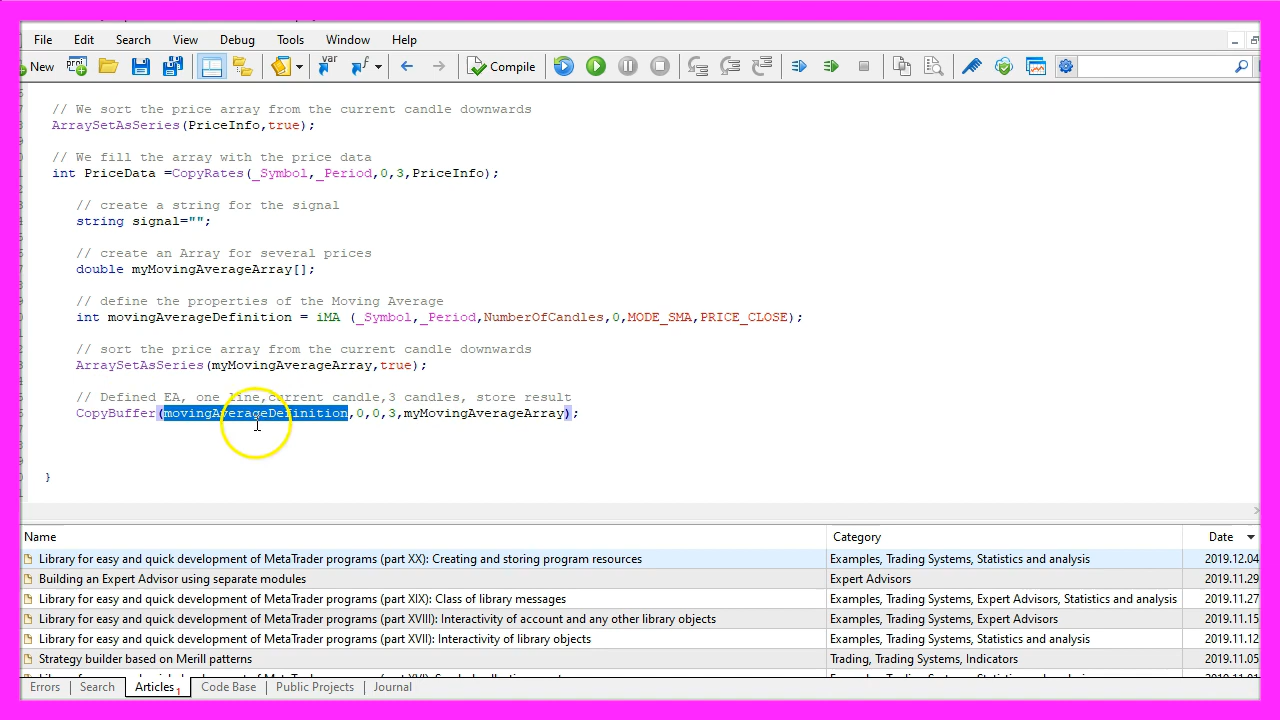 File Edit Search View Debug Tools Window Help
New Compile
// We sort the price array from the current candle downwards
ArraySetAsSeries(PriceInfo,true);
// We fill the array with the price data
int PriceData =CopyRates(_Symbol,_Period,0,3,PriceInfo);
// create a string for the signal
string signal="";
// create an Array for several prices
double myMovingAverageArray[];
// define the properties of the Moving Average
int movingAverageDefinition = iMA (_Symbol,_Period,NumberOfCandles,0,MODE_SMA,PRICE_CLOSE);
// sort the price array from the current candle downwards
ArraySetAsSeries(myMovingAverageArray,true);
// Defined EA, one line,current candle,3 candles, store result
CopyBuffer(movingAverageDefinition,0,0,3,myMovingAverageArray);
}
Name Category Date
Library for easy and quick development of MetaTrader programs (part XX): Creating and storing program resources Examples, Trading Systems, Statistics and analysis 2019.12.04
Building an Expert Advisor using separate modules Expert Advisors 2019.11.29
Library for easy and quick development of MetaTrader programs (part XIX): Class of library messages Examples, Trading Systems, Expert Advisors, Statistics and analysis 2019.11.27
Library for easy and quick development of MetaTrader programs (part XVIII): Interactivity of account and any other library objects Examples, Trading Systems, Expert Advisors 2019.11.15
Library for easy and quick development of MetaTrader programs (part XVII): Interactivity of library objects Examples, Trading Systems, Expert Advisors 2019.11.12
Strategy builder based on Merill patterns Trading, Trading Systems, Indicators 2019.11.05
Errors Search Articles 1 Code Base Public Projects Journal